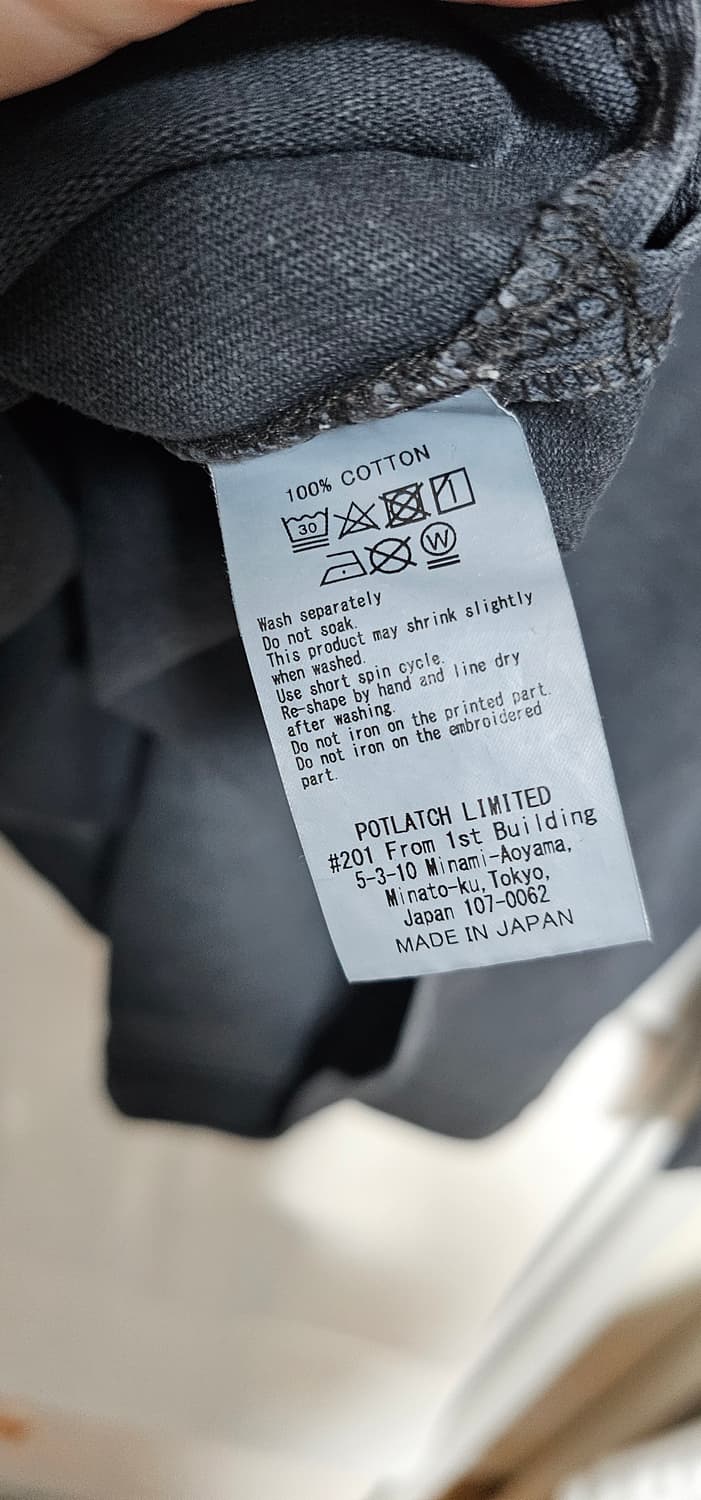 100% COTTON
30
W
Wash separately
Do not soak.
This product may shrink slightly
when washed.
Use short spin cycle.
Re-shape by hand and line dry
after washing.
Do not iron on the printed part.
Do not iron on the embroidered
part.
POTLATCH LIMITED
#201 From 1st Building
5-3-10 Minami-Aoyama,
Minato-ku, Tokyo,
Japan 107-0062
MADE IN JAPAN